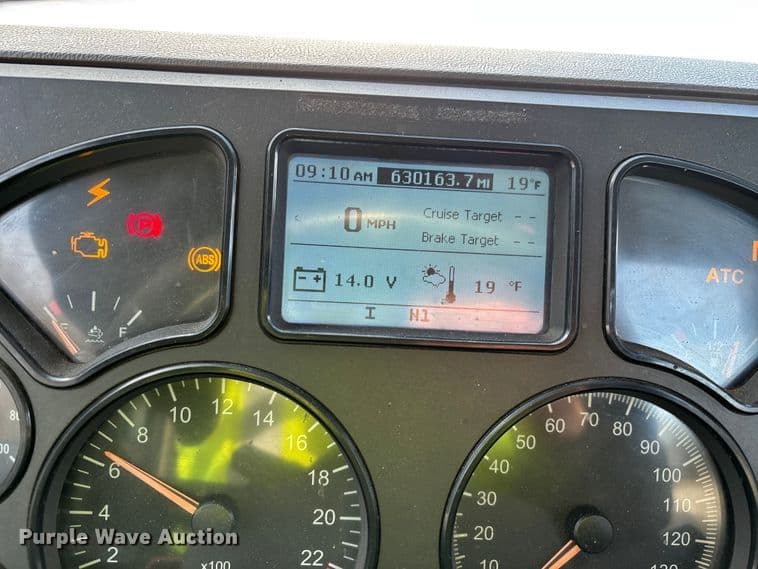 09:10 AM 630163.7 MI 19°F
0 MPH
Cruise Target --
Brake Target --
14.0 V
19 °F
I N1
P
ABS
F
ATC
80
2
4
6
8
10
12
14
16
18
20
22
x100
10
20
30
40
50
60
70
80
90
100
110
120
Purple Wave Auction